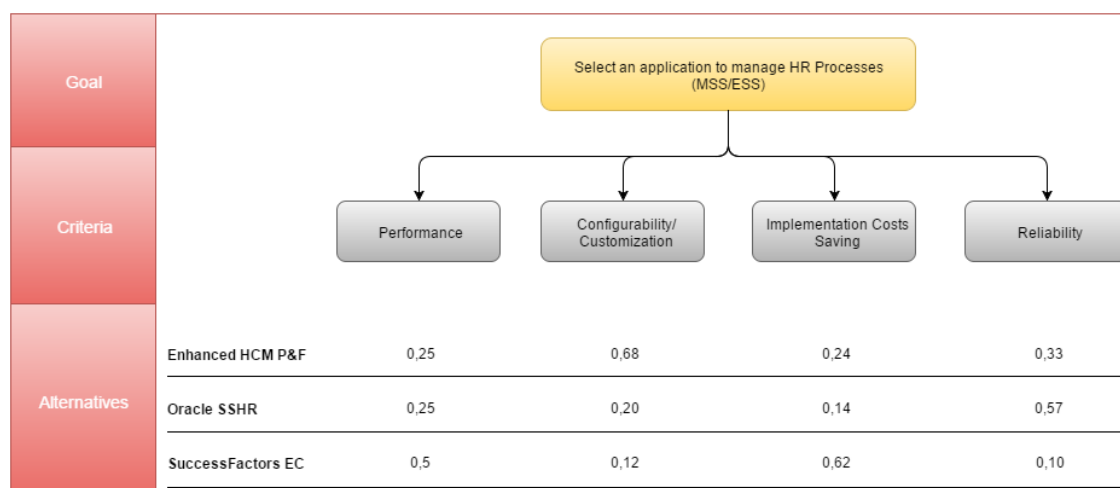 Goal
Select an application to manage HR Processes
(MSS/ESS)
Criteria
Performance
Configurability/
Customization
Implementation Costs
Saving
Reliability
Alternatives
Enhanced HCM P&F 0,25 0,68 0,24 0,33
Oracle SSHR 0,25 0,20 0,14 0,57
SuccessFactors EC 0,5 0,12 0,62 0,10